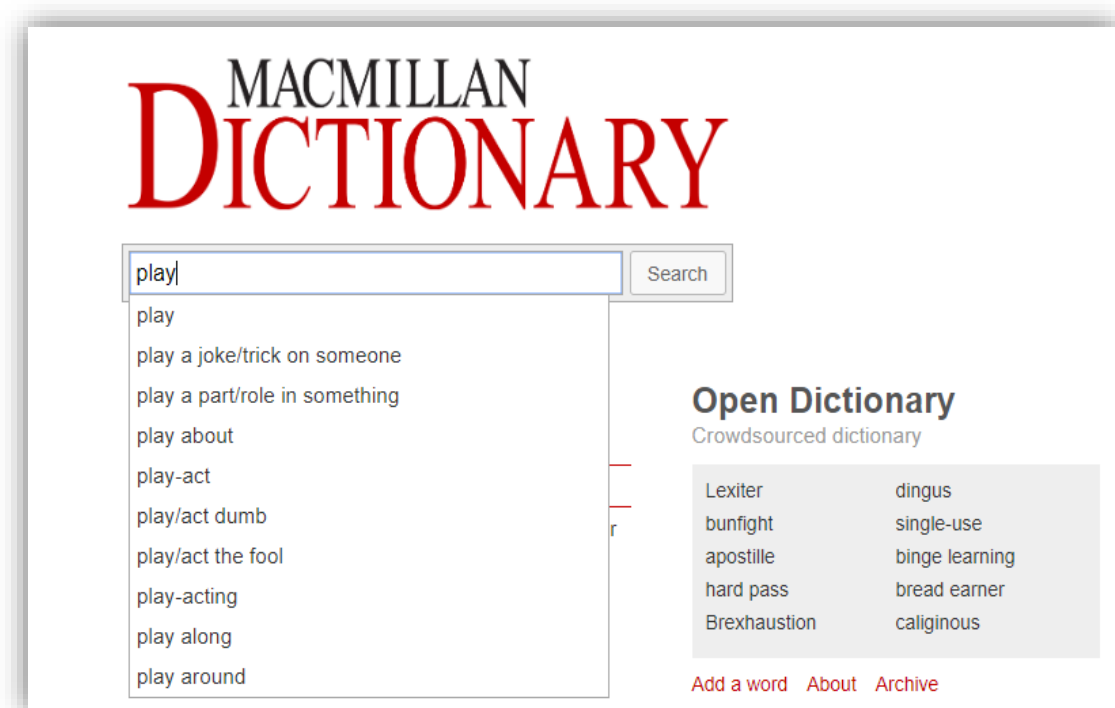 MACMILLAN
DICTIONARY
play
Search
play
play a joke/trick on someone
play a part/role in something
play about
play-act
play/act dumb
play/act the fool
play-acting
play along
play around
r
Open Dictionary
Crowdsourced dictionary
Lexiter dingus
bunfight single-use
apostille binge learning
hard pass bread earner
Brexhaustion caliginous
Add a word About Archive